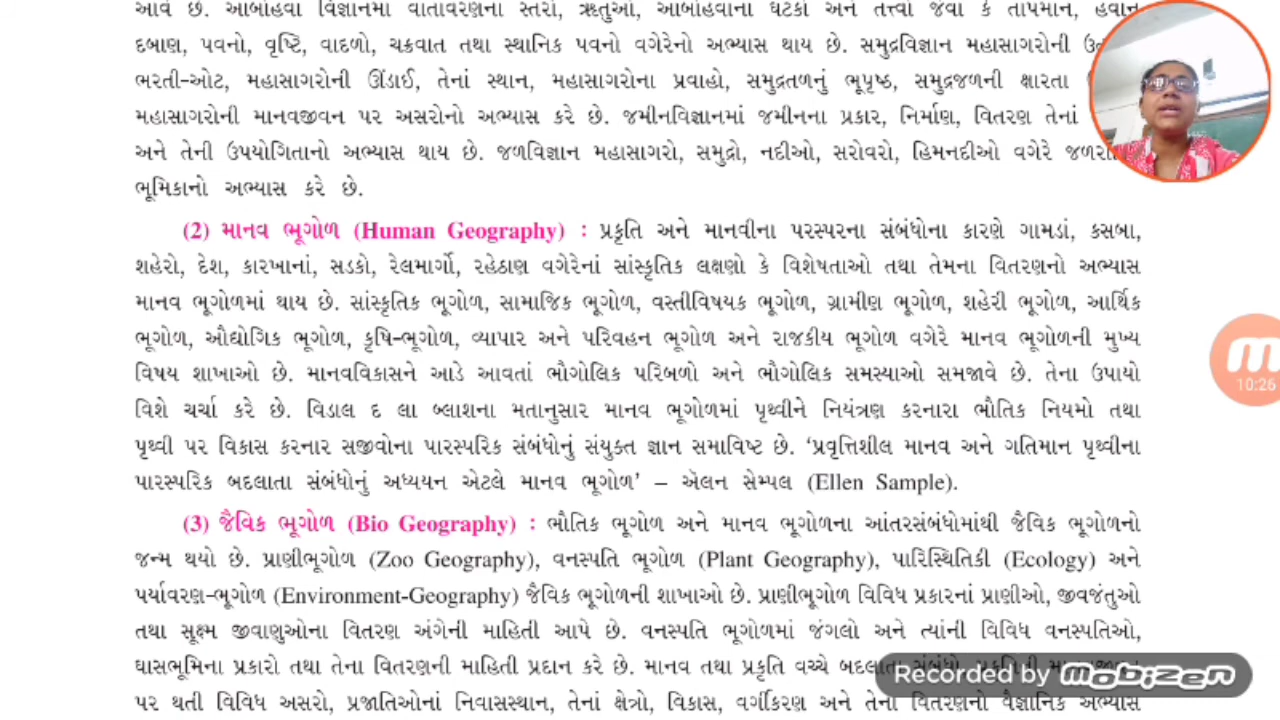 આવે છે. આબોહવા વિજ્ઞાનમાં વાતાવરણના સ્તરો, ઋતુઓ, આબોહવાના ઘટકો અને તત્ત્વો જેવાં કે તાપમાન, હવાનું
દબાણ, પવનો, વૃષ્ટિ, વાદળો, ચક્રવાત તથા સ્થાનિક પવનો વગેરેનો અભ્યાસ થાય છે. સમુદ્રવિજ્ઞાન મહાસાગરોની
ભરતી-ઓટ, મહાસાગરોની ઊંડાઈ, તેનાં સ્થાન, મહાસાગરોના પ્રવાહો, સમુદ્રતળનું ભૂપૃષ્ઠ, સમુદ્રજળની ક્ષારતા
મહાસાગરોની માનવજીવન પર અસરોનો અભ્યાસ કરે છે. જમીનવિજ્ઞાનમાં જમીનના પ્રકાર, નિર્માણ, વિતરણ તેનાં
અને તેની ઉપયોગિતાનો અભ્યાસ થાય છે. જળવિજ્ઞાન મહાસાગરો, સમુદ્રો, નદીઓ, સરોવરો, હિમનદીઓ વગેરે
ભૂમિકાનો અભ્યાસ કરે છે.
(2) માનવ ભૂગોળ (Human Geography) : પ્રકૃતિ અને માનવીના પરસ્પરના સંબંધોના કારણે ગામડાં, કસબા,
શહેરો, દેશ, કારખાનાં, સડકો, રેલમાર્ગો, રહેઠાણ વગેરેનાં સાંસ્કૃતિક લક્ષણો કે વિશેષતાઓ તથા તેમના વિતરણનો અભ્યાસ
માનવ ભૂગોળમાં થાય છે. સાંસ્કૃતિક ભૂગોળ, સામાજિક ભૂગોળ, વસ્તીવિષયક ભૂગોળ, ગ્રામીણ ભૂગોળ, શહેરી ભૂગોળ, આર્થિક
ભૂગોળ, ઔદ્યોગિક ભૂગોળ, કૃષિ-ભૂગોળ, વ્યાપાર અને પરિવહન ભૂગોળ અને રાજકીય ભૂગોળ વગેરે માનવ ભૂગોળની મુખ્ય
વિષય શાખાઓ છે. માનવવિકાસને આડે આવતાં ભૌગોલિક પરિબળો અને ભૌગોલિક સમસ્યાઓ સમજાવે છે. તેના ઉપાયો
વિશે ચર્ચા કરે છે. વિડાલ દ લા બ્લાશના મતાનુસાર માનવ ભૂગોળમાં પૃથ્વીને નિયંત્રણ કરનારા ભૌતિક નિયમો તથા
પૃથ્વી પર વિકાસ કરનાર સજીવોના પારસ્પરિક સંબંધોનું સંયુક્ત જ્ઞાન સમાવિષ્ટ છે. ‘પ્રવૃત્તિશીલ માનવ અને ગતિમાન પૃથ્વીના
પારસ્પરિક બદલાતા સંબંધોનું અધ્યયન એટલે માનવ ભૂગોળ’ – ઍલન સેમ્પલ (Ellen Sample).
(3) જૈવિક ભૂગોળ (Bio Geography) : ભૌતિક ભૂગોળ અને માનવ ભૂગોળના આંતરસંબંધોમાંથી જૈવિક ભૂગોળનો
જન્મ થયો છે. પ્રાણીભૂગોળ (Zoo Geography), વનસ્પતિ ભૂગોળ (Plant Geography), પારિસ્થિતિકી (Ecology) અને
પર્યાવરણ-ભૂગોળ (Environment-Geography) જૈવિક ભૂગોળની શાખાઓ છે. પ્રાણીભૂગોળ વિવિધ પ્રકારનાં પ્રાણીઓ, જીવજંતુઓ
તથા સૂક્ષ્મ જીવાણુઓના વિતરણ અંગેની માહિતી આપે છે. વનસ્પતિ ભૂગોળમાં જંગલો અને ત્યાંની વિવિધ વનસ્પતિઓ,
ઘાસભૂમિના પ્રકારો તથા તેના વિતરણની માહિતી પ્રદાન કરે છે. માનવ તથા પ્રકૃતિ વચ્ચે બદલાતા સંબંધો,
પર થતી વિવિધ અસરો, પ્રજાતિઓનાં નિવાસસ્થાન, તેનાં ક્ષેત્રો, વિકાસ, વર્ગીકરણ અને તેના વિતરણનો વૈજ્ઞાનિક અભ્યાસ
10:26
Recorded by mobizen